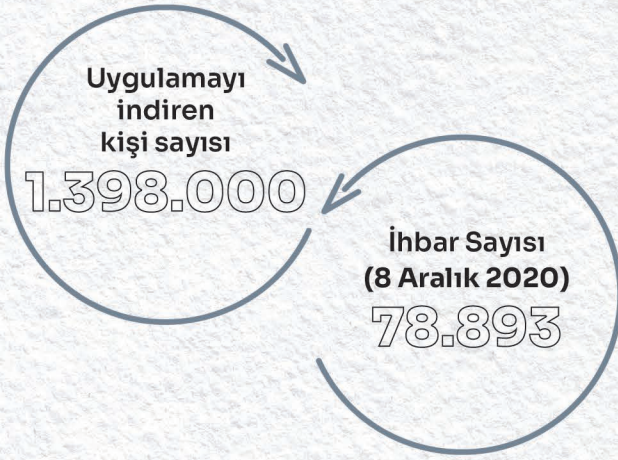 Uygulamayı
indiren
kişi sayısı
1.398.000
İhbar Sayısı
(8 Aralık 2020)
78.893